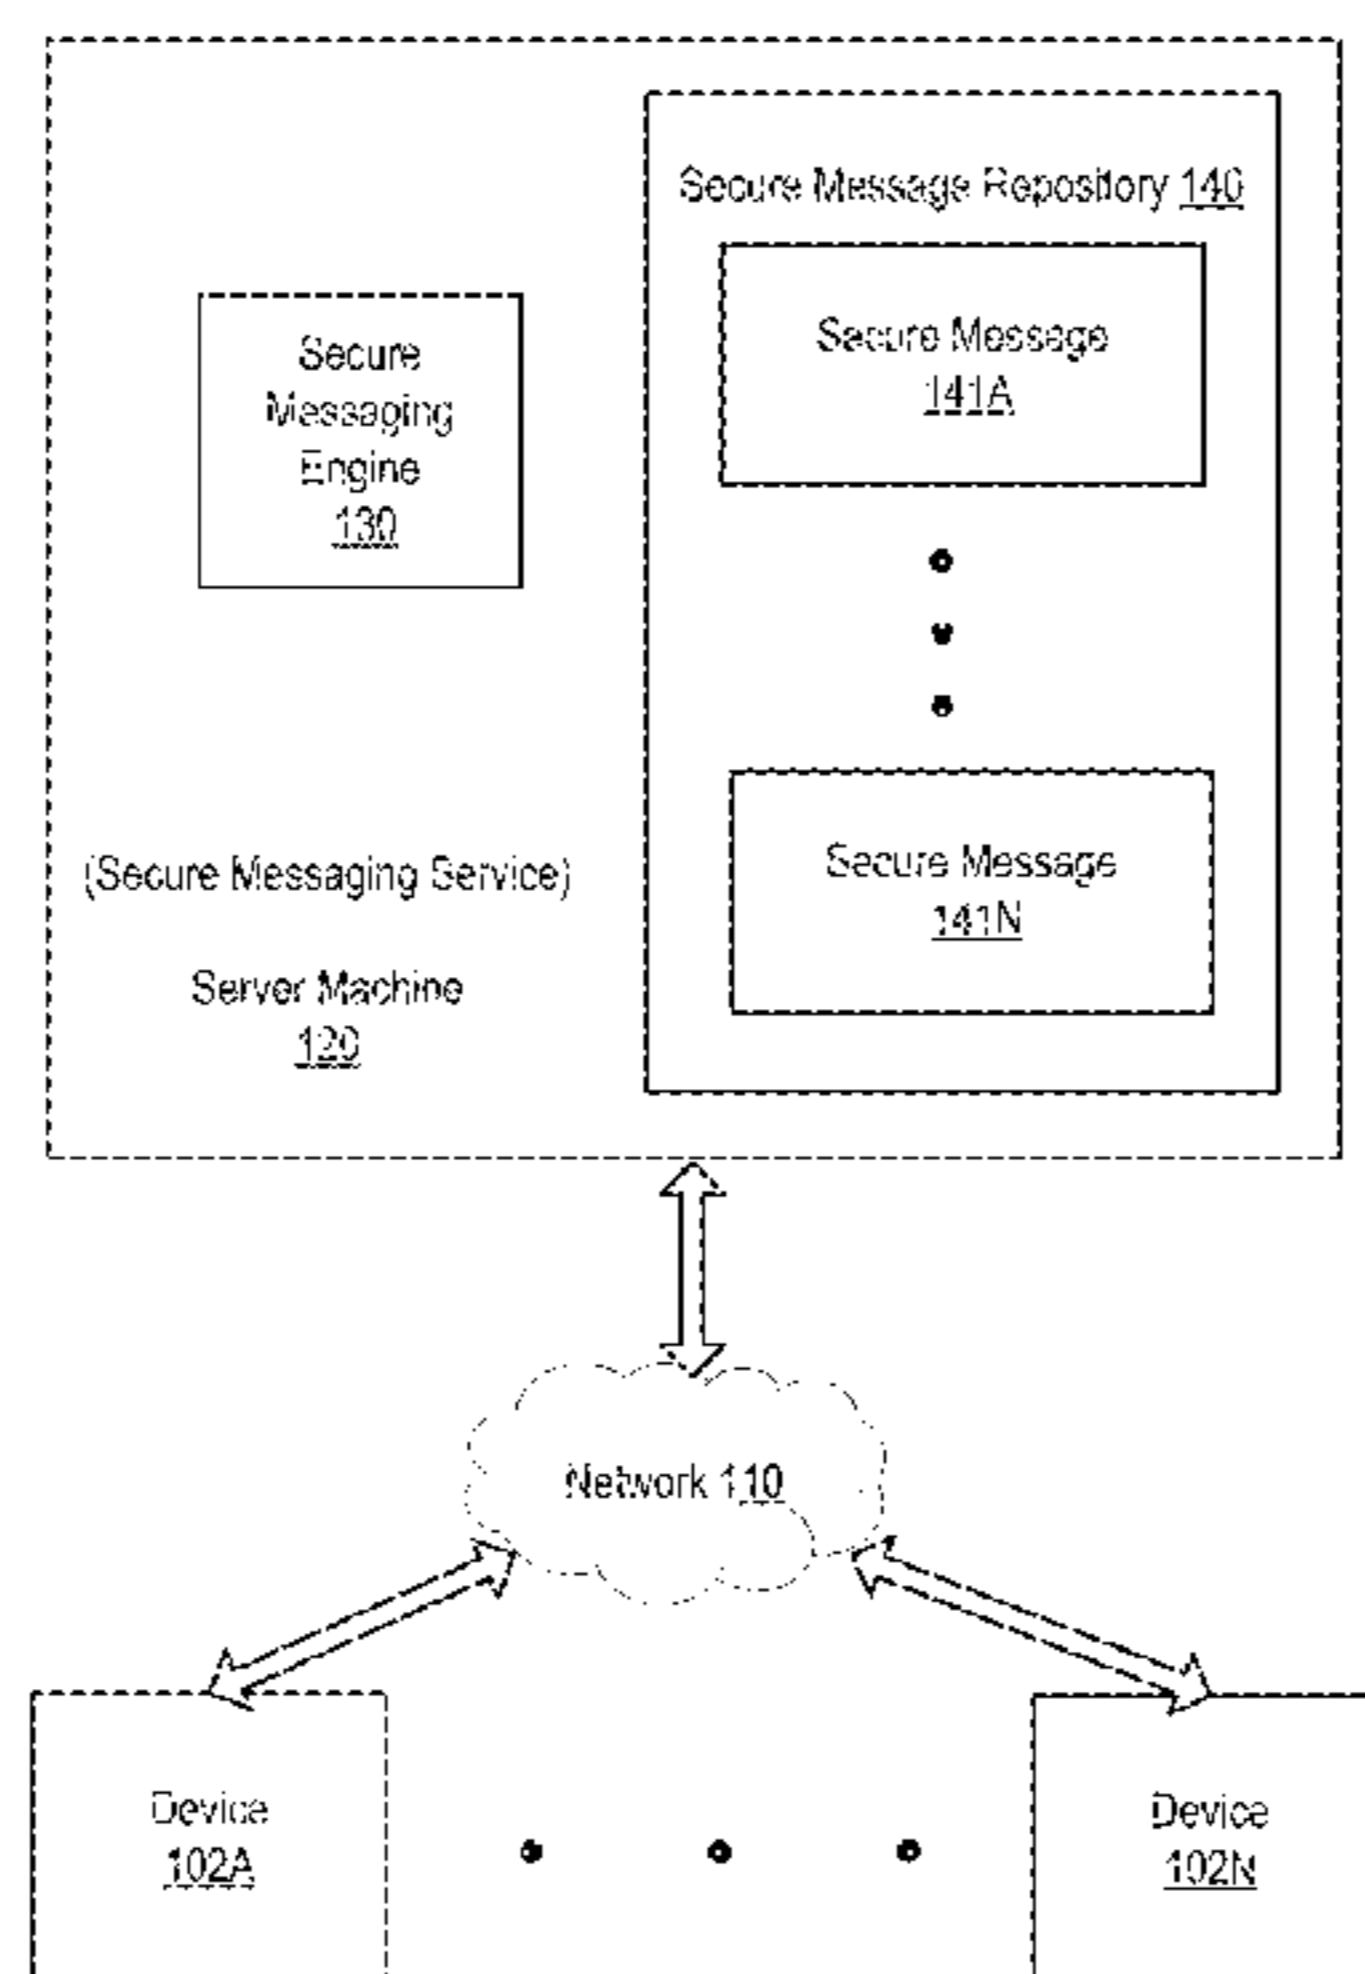 Secure Message Repository 140
Secure Message
141A
Secure
Messaging
Engine
130
Secure Message
141N
(Secure Messaging Service)
Server Machine
120
Network 110
Device
102A
Device
102N